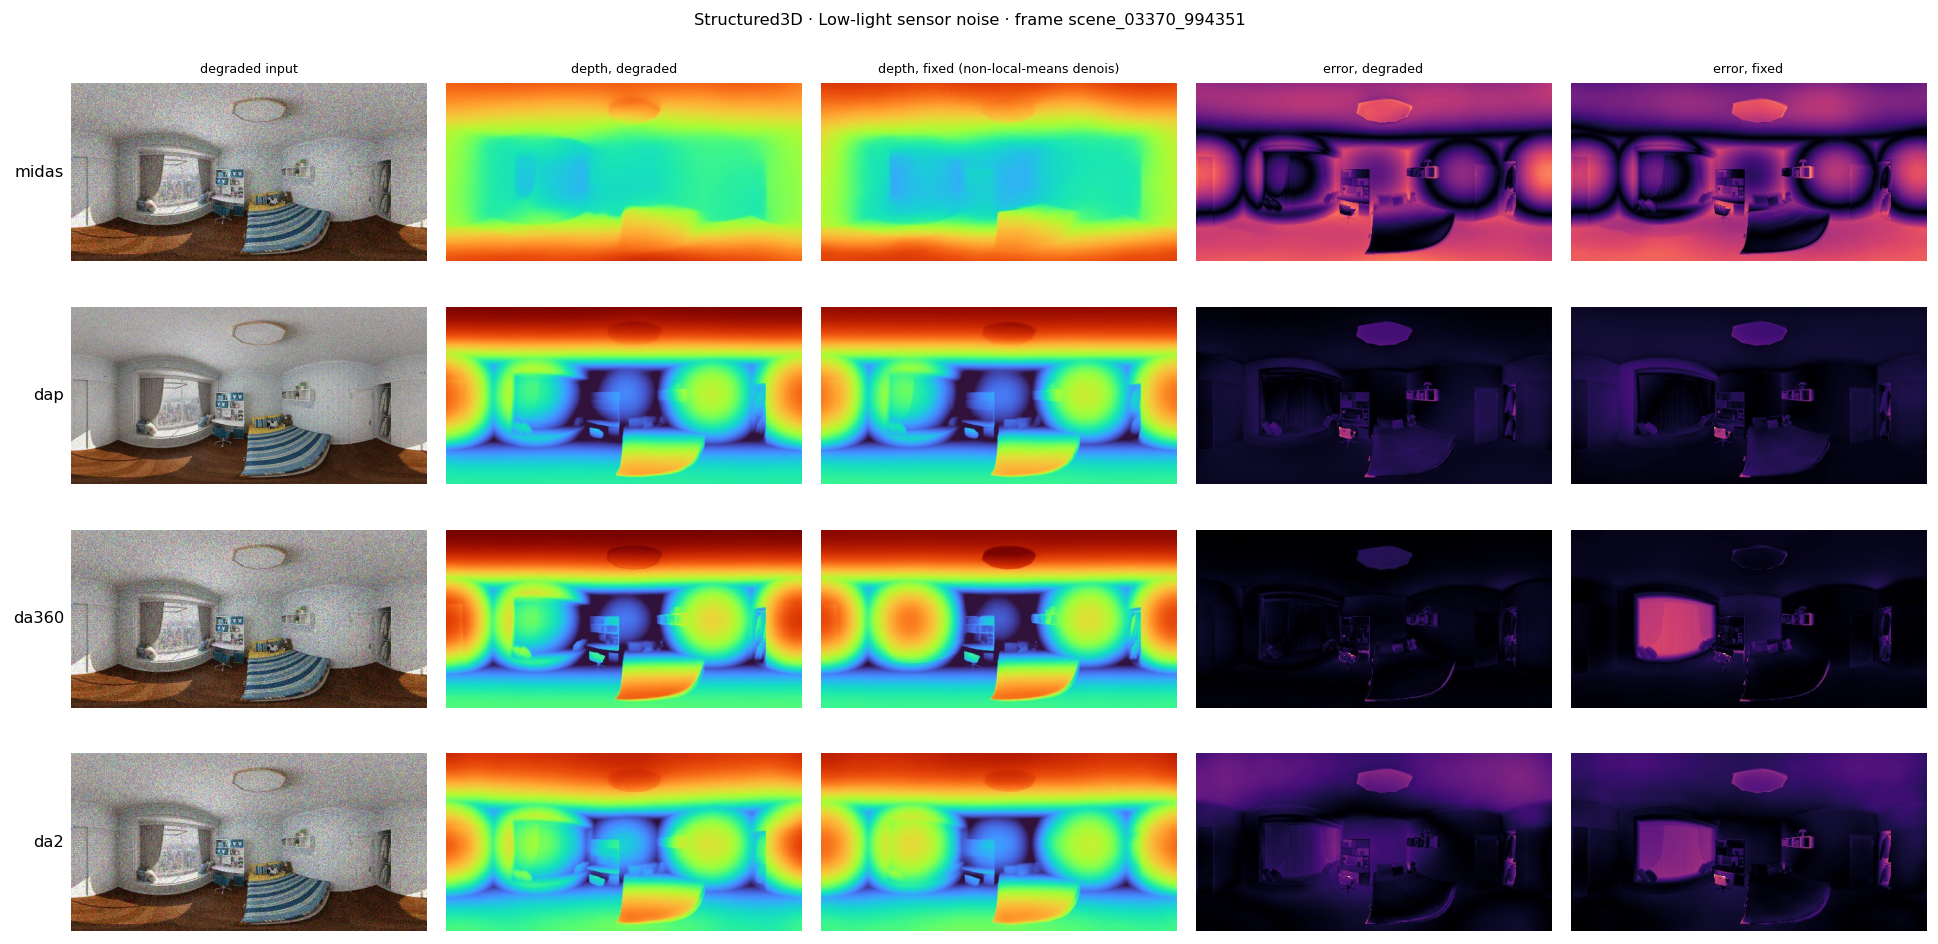 Structured3D · Low-light sensor noise · frame scene_03370_994351
degraded input
depth, degraded
depth, fixed (non-local-means denois)
error, degraded
error, fixed
midas
dap
da360
da2